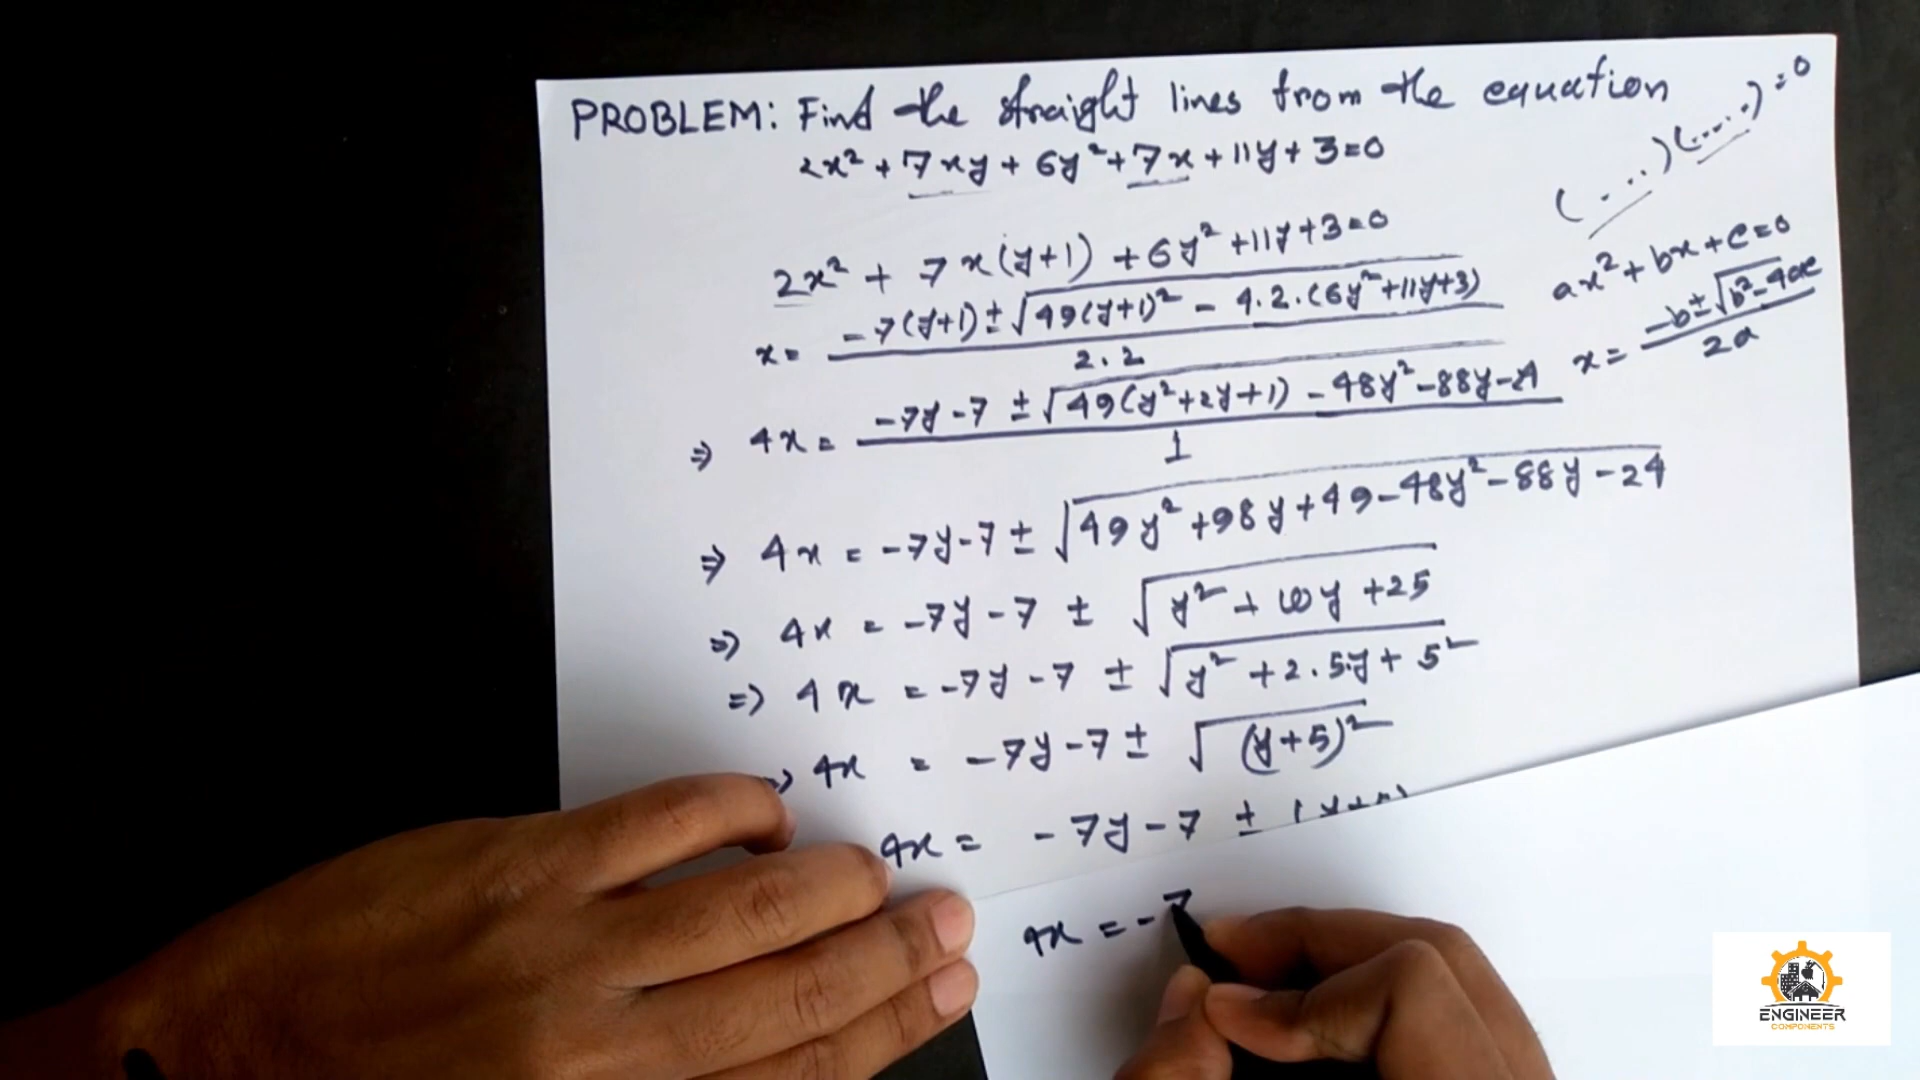 PROBLEM: Find the straight lines from the equation
2x² + 7xy + 6y² + 7x + 11y + 3 = 0
(. ..)(.....) = 0
2x² + 7x(y+1) + 6y² + 11y + 3 = 0
x = -7(y+1) ± √49(y+1)² - 4.2.(6y² + 11y + 3) / 2.2
ax² + bx + c = 0
x = -b ± √b² - 4ac / 2a
⇒ 4x = -7y - 7 ± √49(y² + 2y + 1) - 48y² - 88y - 24 / 1
⇒ 4x = -7y - 7 ± √49y² + 98y + 49 - 48y² - 88y - 24
⇒ 4x = -7y - 7 ± √y² + 10y + 25
⇒ 4x = -7y - 7 ± √y² + 2.5y + 5²
⇒ 4x = -7y - 7 ± √(y+5)²
4x = -7y - 7 ±
4x = -7
ENGINEER
COMPONENTS